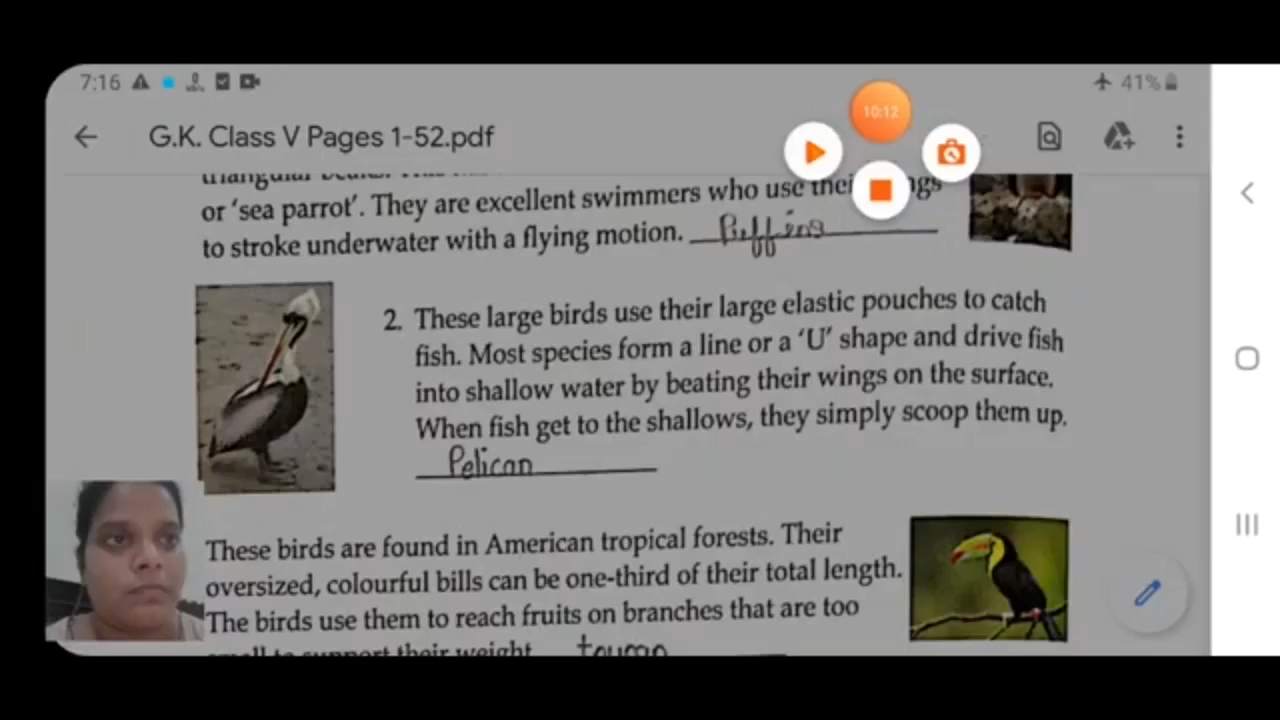 7:16
41%
10:12
G.K. Class V Pages 1-52.pdf
or 'sea parrot'. They are excellent swimmers who use their
to stroke underwater with a flying motion. Puffins
2. These large birds use their large elastic pouches to catch
fish. Most species form a line or a 'U' shape and drive fish
into shallow water by beating their wings on the surface.
When fish get to the shallows, they simply scoop them up.
Pelican
These birds are found in American tropical forests. Their
oversized, colourful bills can be one-third of their total length.
The birds use them to reach fruits on branches that are too
to support their weight